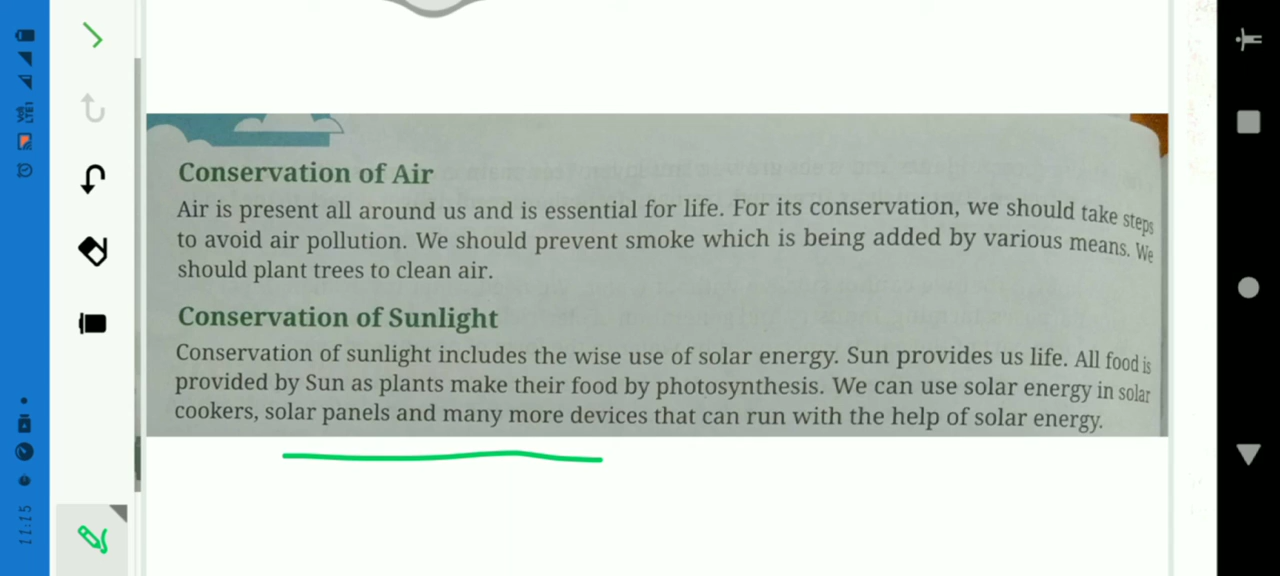 Conservation of Air
Air is present all around us and is essential for life. For its conservation, we should take steps
to avoid air pollution. We should prevent smoke which is being added by various means. We
should plant trees to clean air.
Conservation of Sunlight
Conservation of sunlight includes the wise use of solar energy. Sun provides us life. All food is
provided by Sun as plants make their food by photosynthesis. We can use solar energy in solar
cookers, solar panels and many more devices that can run with the help of solar energy.
11:15